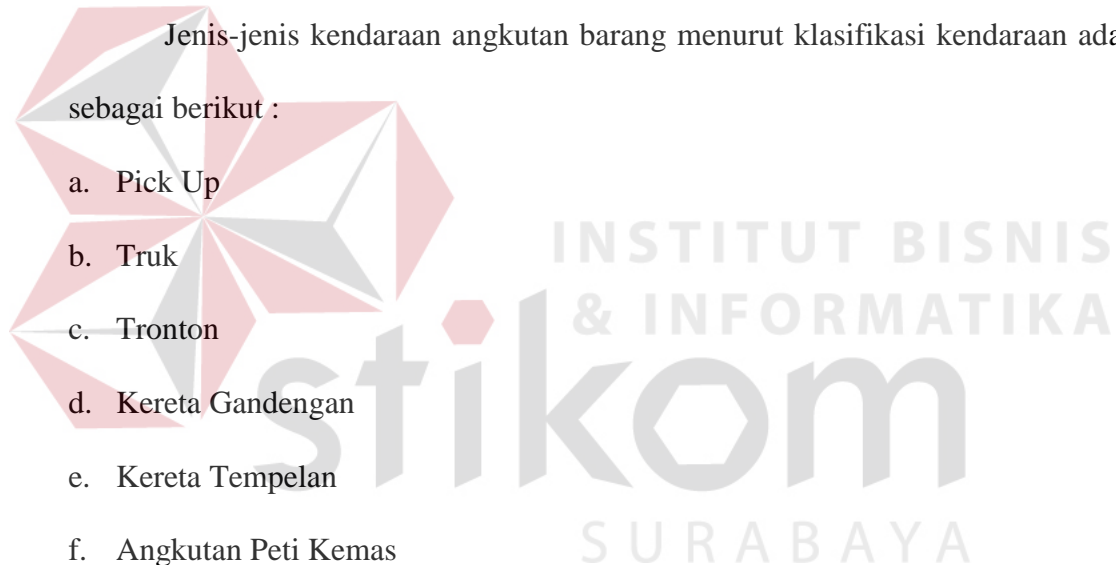 Jenis-jenis kendaraan angkutan barang menurut klasifikasi kendaraan
sebagai berikut :
a. Pick Up
b. Truk
c. Tronton
d. Kereta Gandengan
e. Kereta Tempelan
f. Angkutan Peti Kemas
INSTITUT BISNIS
& INFORMATIKA
stikom
SURABAYA